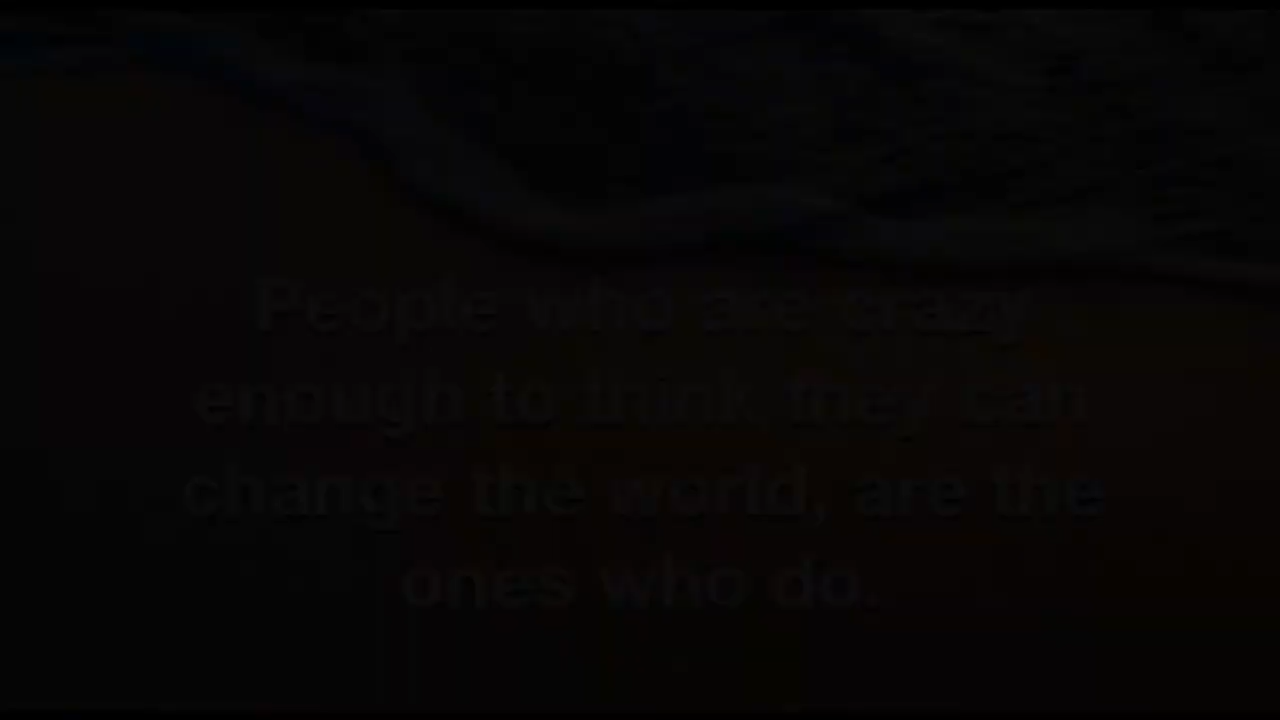 People who are crazy
enough to think they can
change the world, are the
ones who do.